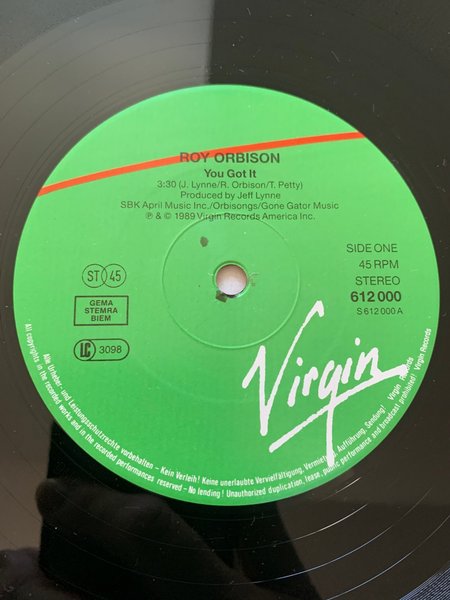 ROY ORBISON
You Got It
3:30 (J. Lynne/R. Orbison/T. Petty)
Produced by Jeff Lynne
SBK April Music Inc./Orbisongs/Gone Gator Music
℗ & © 1989 Virgin Records America Inc.
SIDE ONE
45 RPM
STEREO
612 000
S 612 000 A
ST 45
GEMA
STEMRA
BIEM
LC 3098
Virgin
Alle Urheber- und Leistungsschutzrechte vorbehalten – Kein Verleih! Keine unerlaubte Vervielfältigung, Vermietung, Aufführung, Sendung! Virgin Records
All copyrights in the recorded works and in the recorded performances reserved – No lending! Unauthorized duplication, lease, public performance and broadcast prohibited! Virgin Records